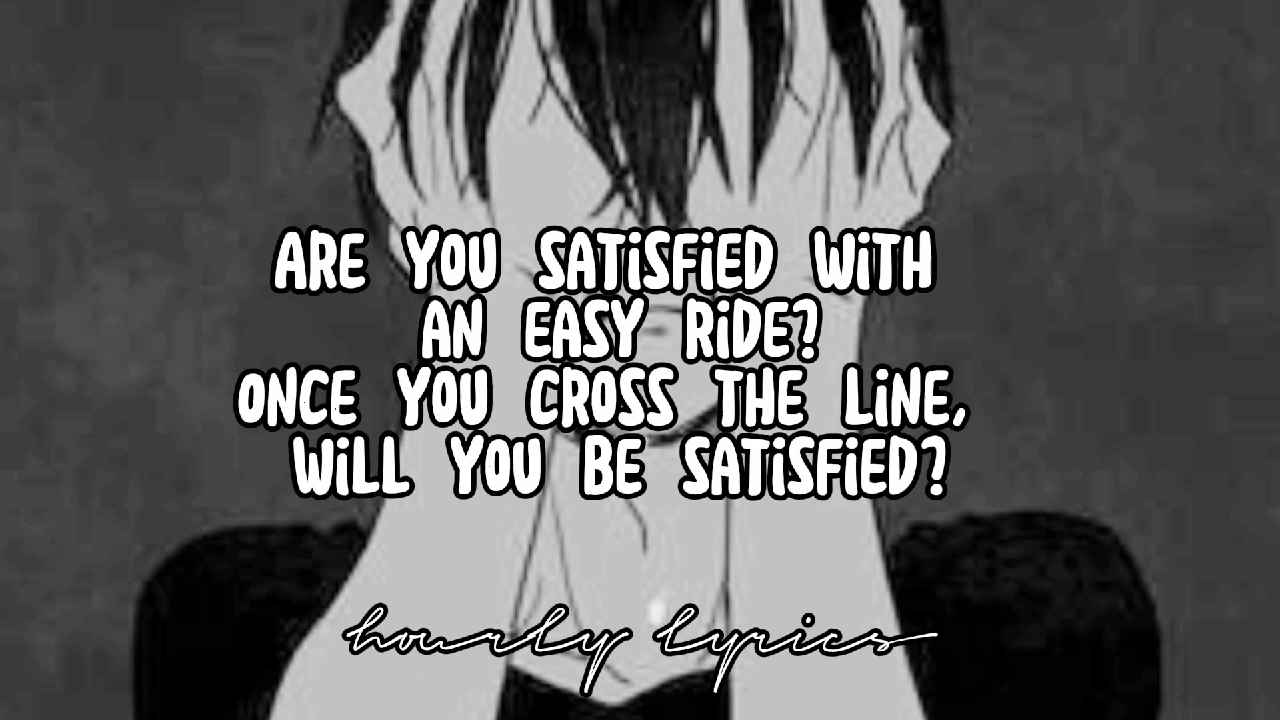 ARE YOU SATISFIED WITH
AN EASY RIDE?
ONCE YOU CROSS THE LINE,
WILL YOU BE SATISFIED?
hourly lyrics